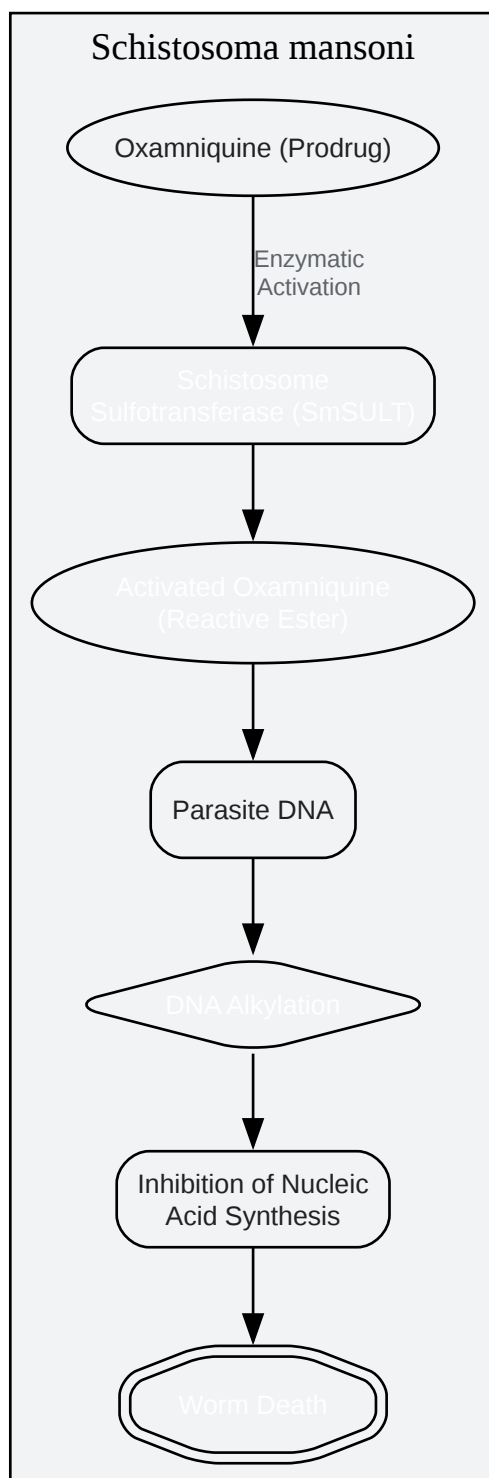 Schistosoma mansoni
Oxamniquine (Prodrug)
Enzymatic
Activation
Schistosome
Sulfotransferase (SmSULT)
Activated Oxamniquine
(Reactive Ester)
Parasite DNA
DNA Alkylation
Inhibition of Nucleic
Acid Synthesis
Worm Death